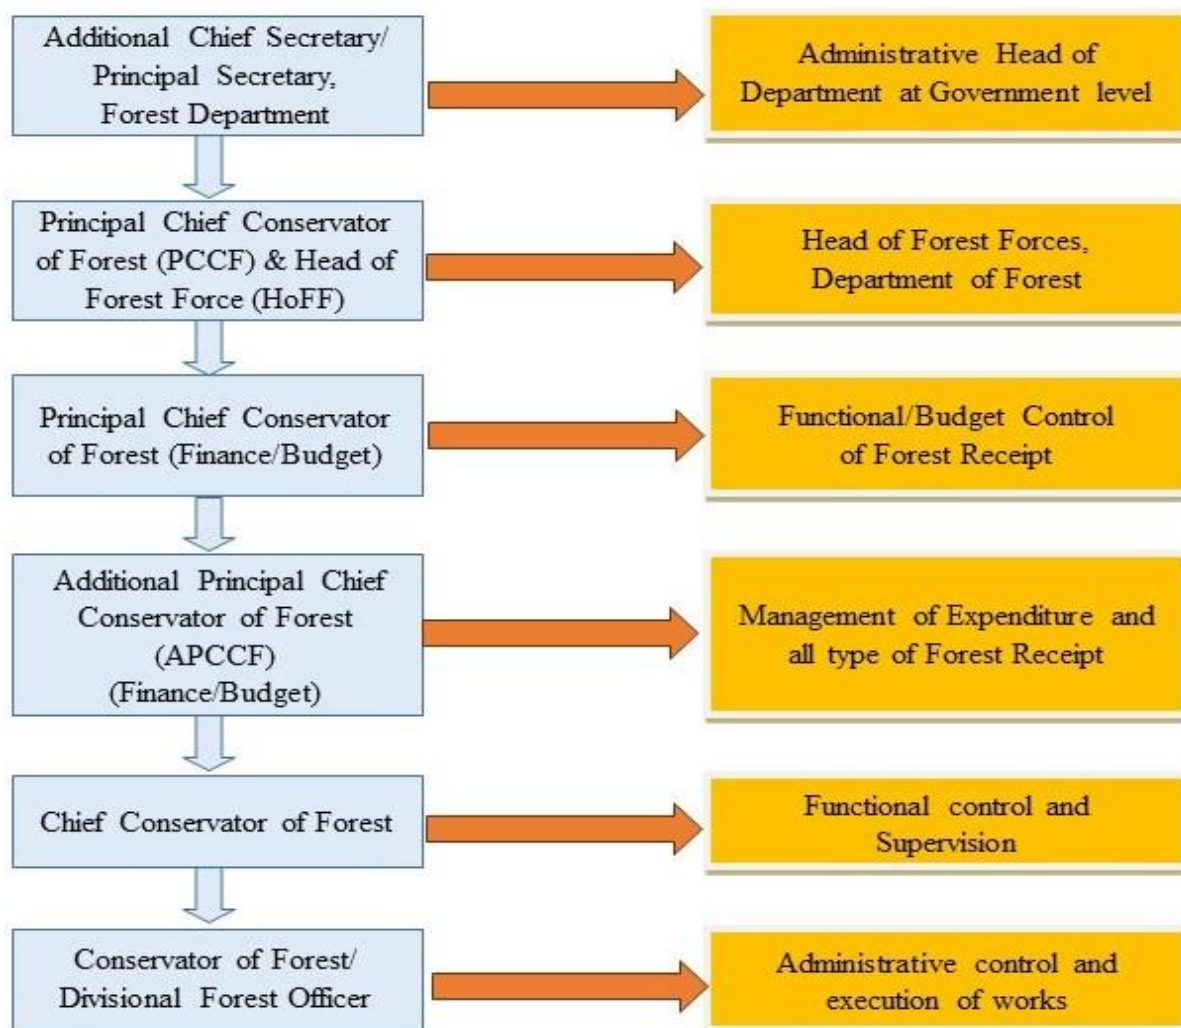 Additional Chief Secretary/
Principal Secretary,
Forest Department
Administrative Head of
Department at Government level
Principal Chief Conservator
of Forest (PCCF) & Head of
Forest Force (HoFF)
Head of Forest Forces,
Department of Forest
Principal Chief Conservator
of Forest (Finance/Budget)
Functional/Budget Control
of Forest Receipt
Additional Principal Chief
Conservator of Forest
(APCCF)
(Finance/Budget)
Management of Expenditure and
all type of Forest Receipt
Chief Conservator of Forest
Functional control and
Supervision
Conservator of Forest/
Divisional Forest Officer
Administrative control and
execution of works